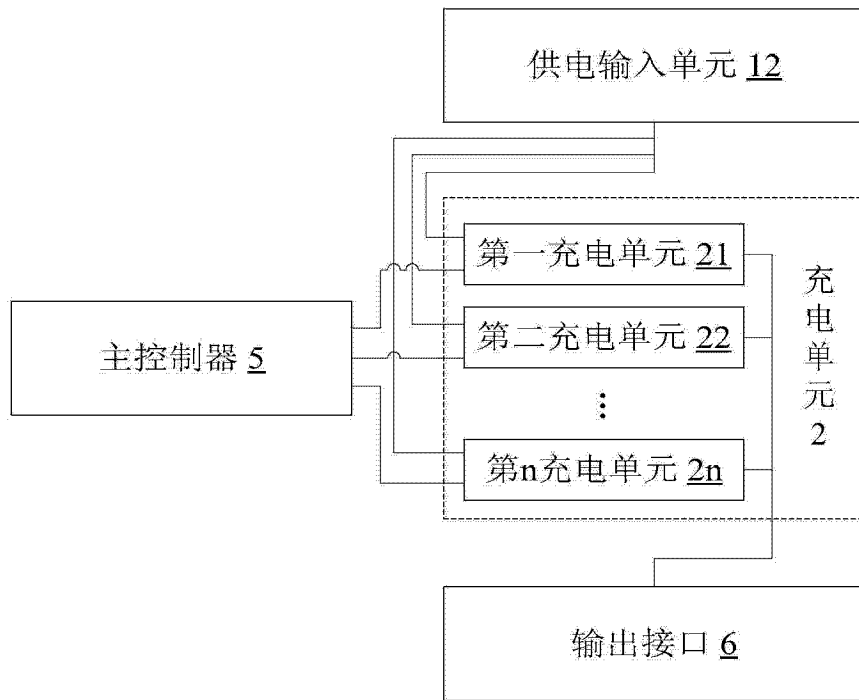 供电输入单元 12
第一充电单元 21
第二充电单元 22
⋮
第n充电单元 2n
充电单元2
主控制器 5
输出接口 6